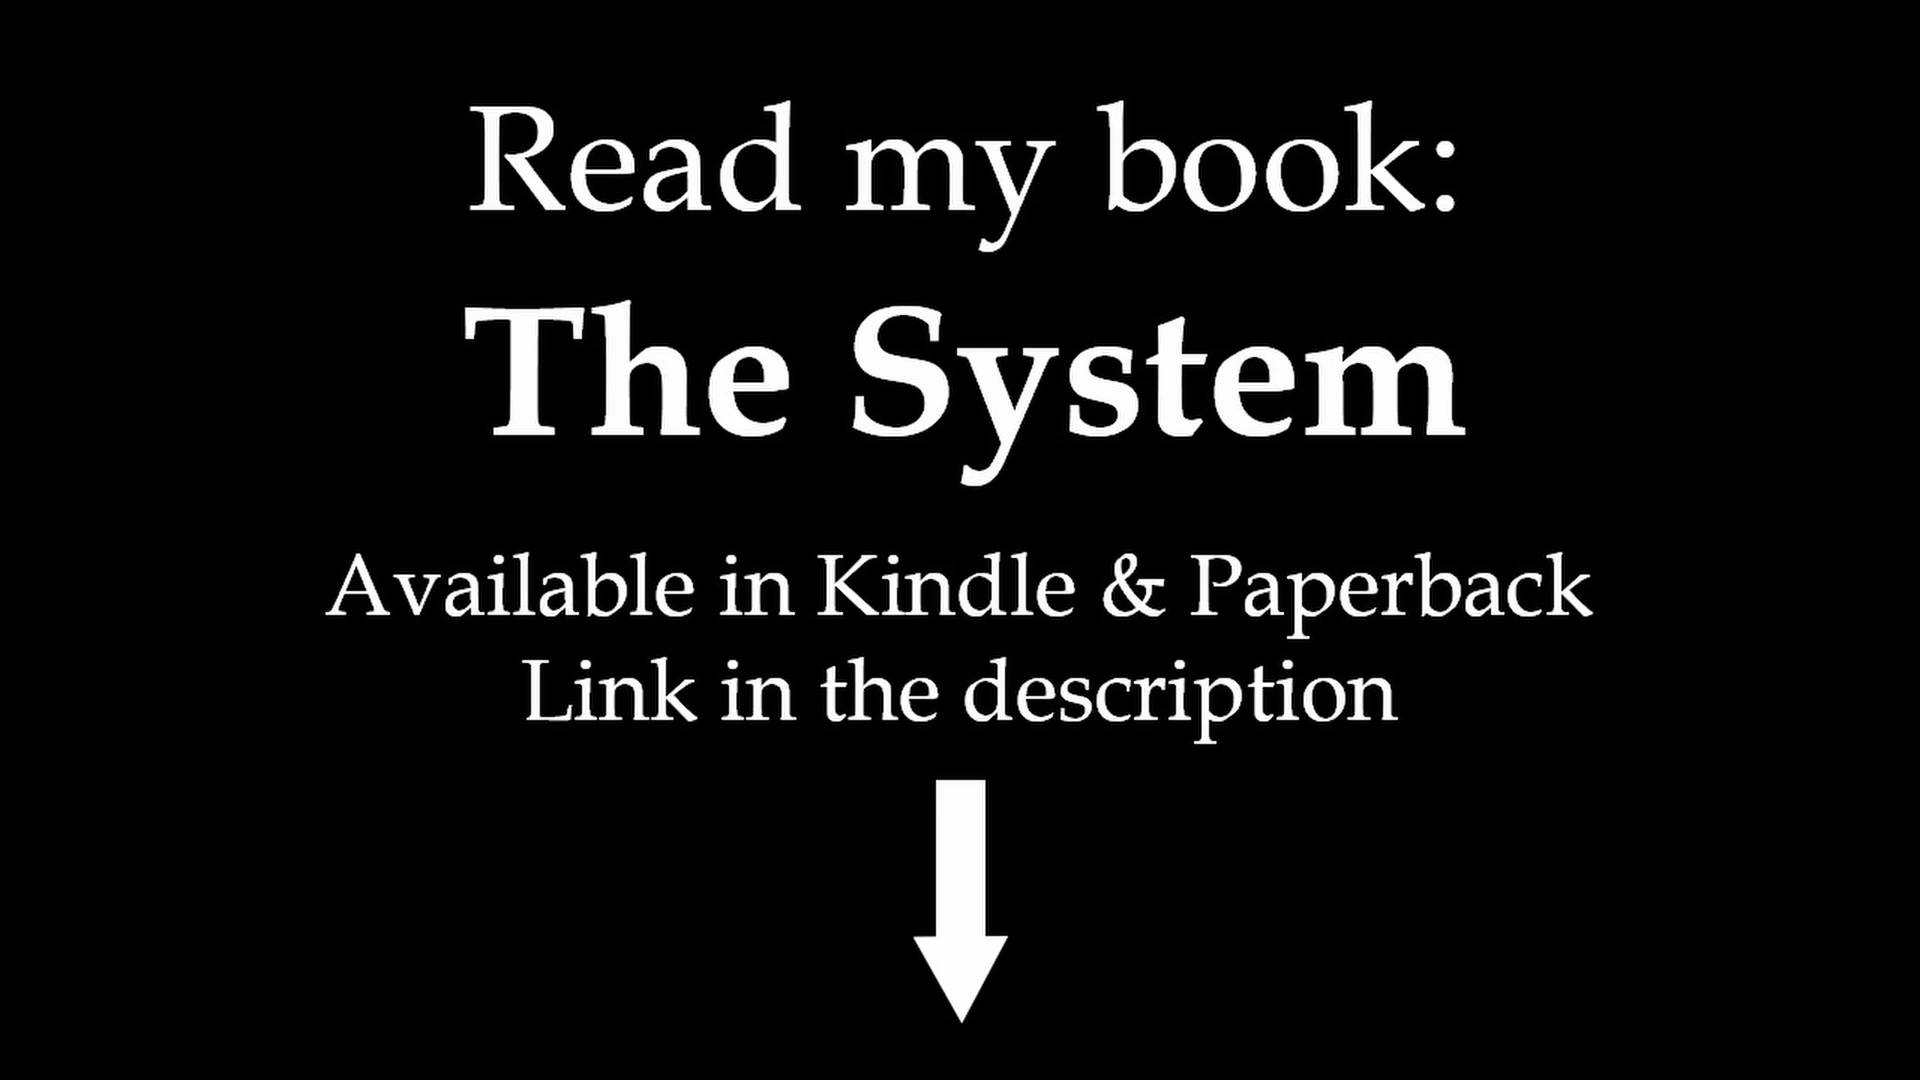 Read my book:
The System
Available in Kindle & Paperback
Link in the description